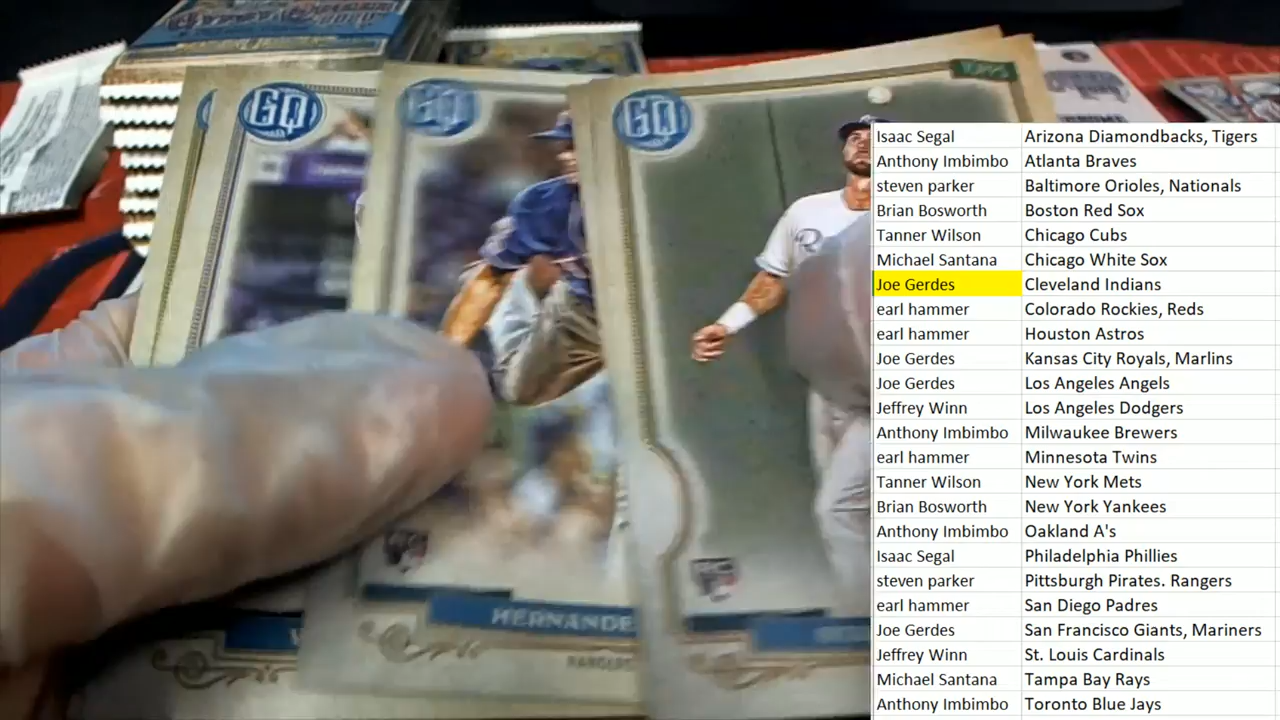 TOPPS
GQ
GQ
GQ
R
RC
HERNANDE
RANGERS
Isaac Segal Arizona Diamondbacks, Tigers
Anthony Imbimbo Atlanta Braves
steven parker Baltimore Orioles, Nationals
Brian Bosworth Boston Red Sox
Tanner Wilson Chicago Cubs
Michael Santana Chicago White Sox
Joe Gerdes Cleveland Indians
earl hammer Colorado Rockies, Reds
earl hammer Houston Astros
Joe Gerdes Kansas City Royals, Marlins
Joe Gerdes Los Angeles Angels
Jeffrey Winn Los Angeles Dodgers
Anthony Imbimbo Milwaukee Brewers
earl hammer Minnesota Twins
Tanner Wilson New York Mets
Brian Bosworth New York Yankees
Anthony Imbimbo Oakland A's
Isaac Segal Philadelphia Phillies
steven parker Pittsburgh Pirates. Rangers
earl hammer San Diego Padres
Joe Gerdes San Francisco Giants, Mariners
Jeffrey Winn St. Louis Cardinals
Michael Santana Tampa Bay Rays
Anthony Imbimbo Toronto Blue Jays